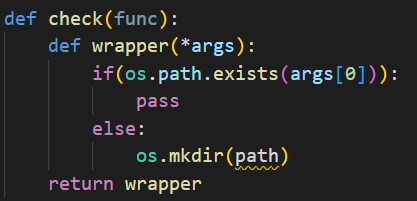 def check(func):
    def wrapper(*args):
        if(os.path.exists(args[0])):
            pass
        else:
            os.mkdir(path)
    return wrapper